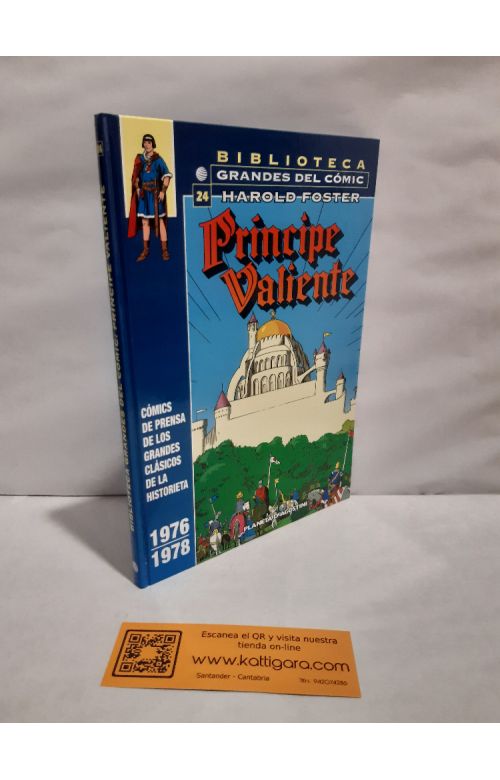 BIBLIOTECA
GRANDES DEL CÓMIC
24 HAROLD FOSTER
Príncipe
Valiente
CÓMICS
DE PRENSA
DE LOS
GRANDES
CLÁSICOS
DE LA
HISTORIETA
1976
1978
PLANETA DEAGOSTINI
BIBLIOTECA GRANDES DEL CÓMIC: PRÍNCIPE VALIENTE
Escanea el QR y visita nuestra
tienda on-line
www.kattigara.com
Santander - Cantabria